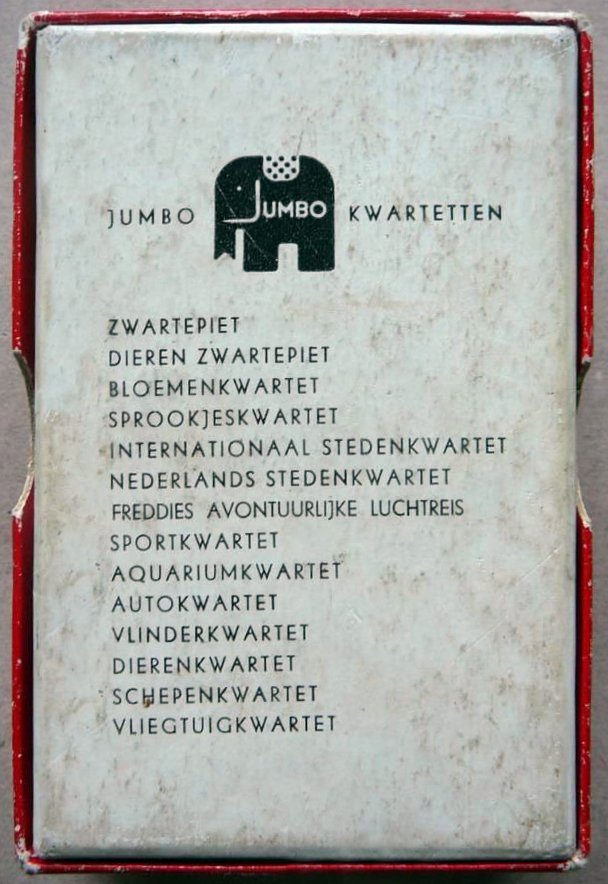 JUMBO JUMBO KWARTETTEN
ZWARTEPIET
DIEREN ZWARTEPIET
BLOEMENKWARTET
SPROOKJESKWARTET
INTERNATIONAAL STEDENKWARTET
NEDERLANDS STEDENKWARTET
FREDDIES AVONTUURLIJKE LUCHTREIS
SPORTKWARTET
AQUARIUMKWARTET
AUTOKWARTET
VLINDERKWARTET
DIERENKWARTET
SCHEPENKWARTET
VLIEGTUIGKWARTET